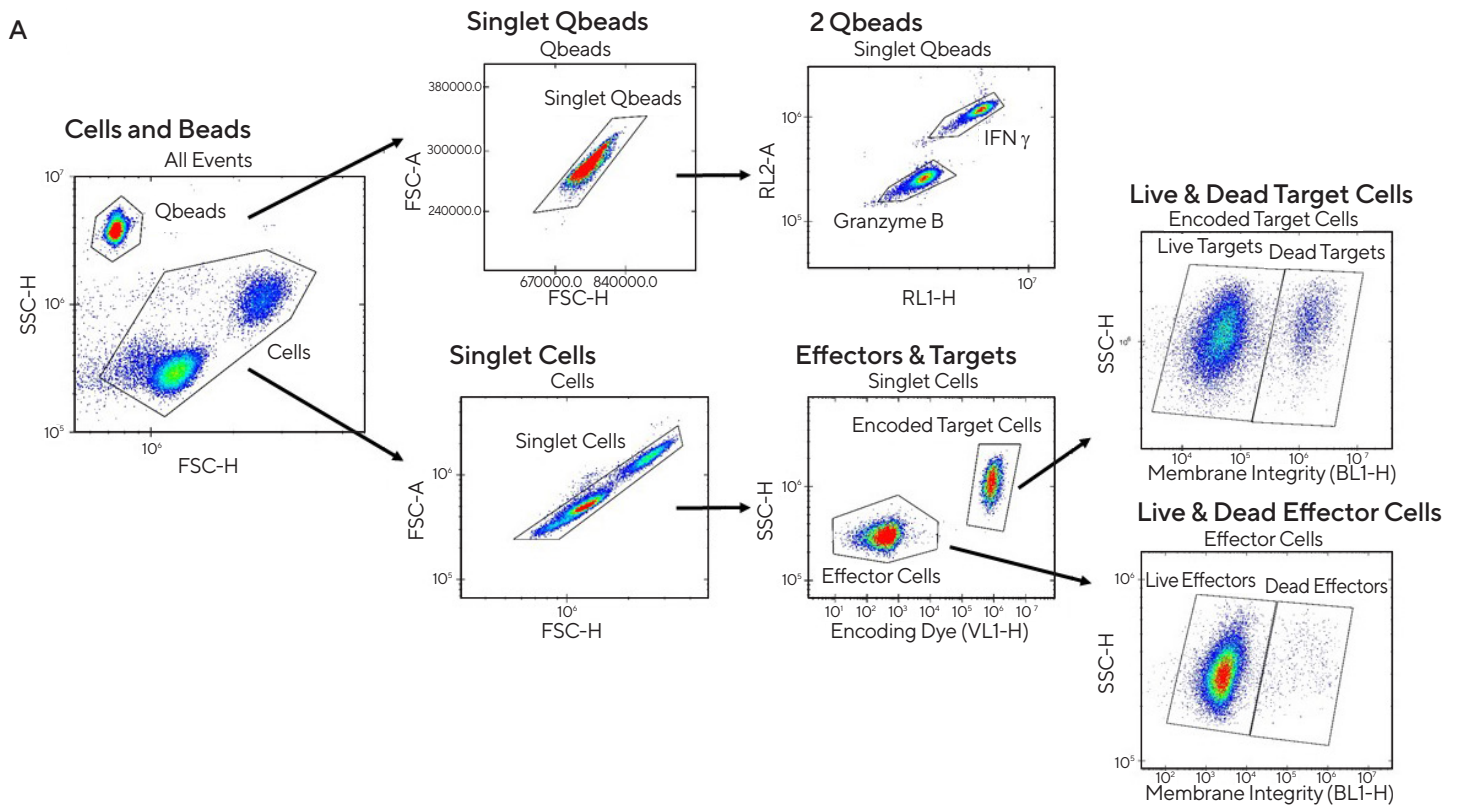 A
Cells and Beads
All Events
10⁷
Qbeads
10⁶
Cells
10⁵
10⁶
SSC-H
FSC-H
Singlet Qbeads
Qbeads
380000.0
Singlet Qbeads
300000.0
240000.0
FSC-A
670000.0 840000.0
FSC-H
2 Qbeads
Singlet Qbeads
10⁶
IFN γ
Granzyme B
10⁵
RL2-A
10⁷
RL1-H
Singlet Cells
Cells
Singlet Cells
10⁶
10⁵
FSC-A
10⁶
FSC-H
Effectors & Targets
Singlet Cells
Encoded Target Cells
10⁶
Effector Cells
10⁵
SSC-H
10¹ 10² 10³ 10⁴ 10⁵ 10⁶ 10⁷
Encoding Dye (VL1-H)
Live & Dead Target Cells
Encoded Target Cells
Live Targets Dead Targets
SSC-H
10⁴ 10⁵ 10⁶ 10⁷
Membrane Integrity (BL1-H)
Live & Dead Effector Cells
Effector Cells
10⁶
Live Effectors Dead Effectors
SSC-H
10⁵
10² 10³ 10⁴ 10⁵ 10⁶ 10⁷
Membrane Integrity (BL1-H)